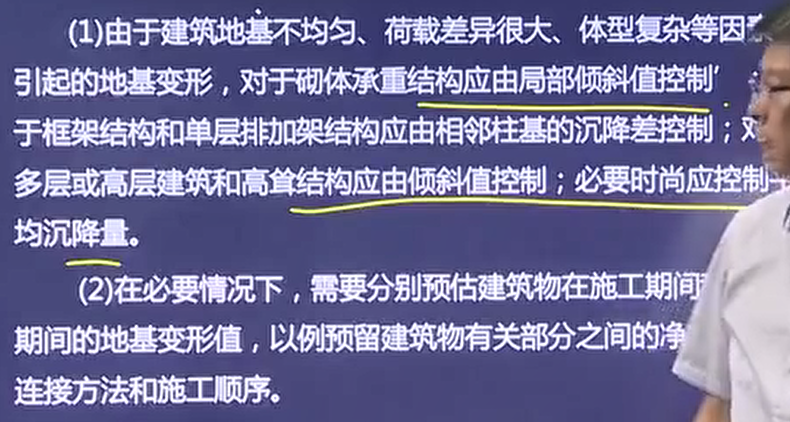 (1)由于建筑地基不均匀、荷载差异很大、体型复杂等因
引起的地基变形，对于砌体承重结构应由局部倾斜值控制
于框架结构和单层排加架结构应由相邻柱基的沉降差控制；对
多层或高层建筑和高耸结构应由倾斜值控制；必要时尚应控制平
均沉降量。
(2)在必要情况下，需要分别预估建筑物在施工期间
期间的地基变形值，以例预留建筑物有关部分之间的净
连接方法和施工顺序。